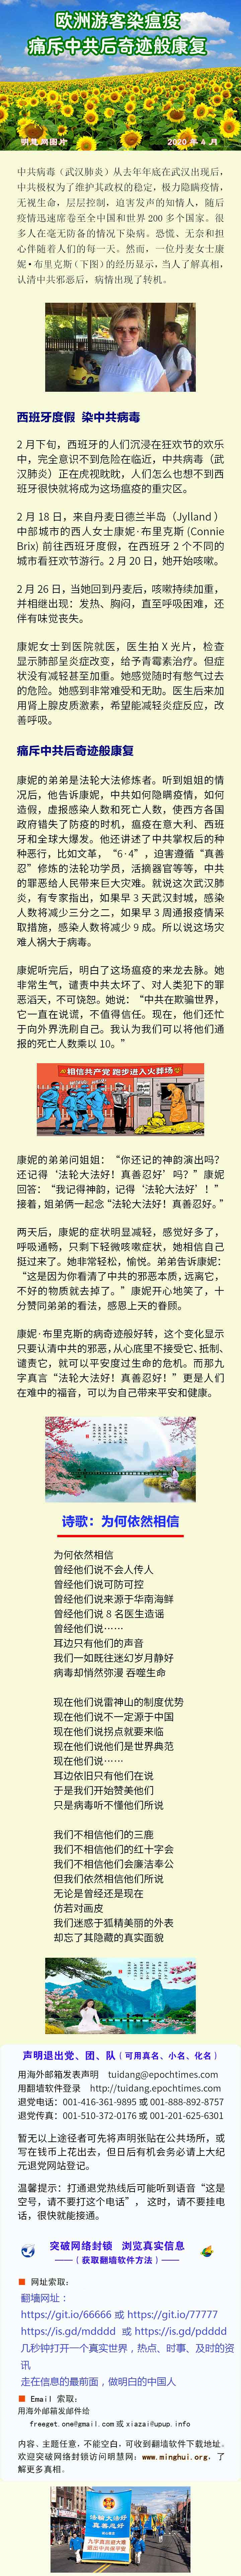 欧洲游客染瘟疫
痛斥中共后奇迹般康复
明慧网图片
2020 年 4 月
中共病毒（武汉肺炎）从去年年底在武汉出现后，
中共极权为了维护其政权的稳定，极力隐瞒疫情，
无视生命，层层控制，迫害发声的知情人，随后
疫情迅速席卷至全中国和世界 200 多个国家。很
多人在毫无防备的情况下染病。恐慌、无奈和担
心伴随着人们的每一天。然而，一位丹麦女士康
妮·布里克斯（下图）的经历显示，当人了解真相，
认清中共邪恶后，病情出现了转机。
西班牙度假 染中共病毒
2 月下旬，西班牙的人们沉浸在狂欢节的欢乐
中，完全意识不到危险在临近，中共病毒（武
汉肺炎）正在虎视眈眈，人们怎么也想不到西
班牙很快就将成为这场瘟疫的重灾区。
2 月 18 日，来自丹麦日德兰半岛（Jylland ）
中部城市的西人女士康妮·布里克斯 (Connie
Brix) 前往西班牙度假，在西班牙 2 个不同的
城市看狂欢节游行。2 月 20 日，她开始咳嗽。
2 月 26 日，当她回到丹麦后，咳嗽持续加重，
并相继出现：发热、胸闷，直至呼吸困难，还
伴有味觉丧失。
康妮女士到医院就医，医生拍 X 光片，检查
显示肺部呈炎症改变，给予青霉素治疗。但症
状没有减轻甚至加重。她感觉随时有憋气过去
的危险。她感到非常难受和无助。医生后来加
用肾上腺皮质激素，希望能减轻炎症反应，改
善呼吸。
痛斥中共后奇迹般康复
康妮的弟弟是法轮大法修炼者。听到姐姐的情
况后，他告诉康妮，中共如何隐瞒疫情，如何
造假，虚报感染人数和死亡人数，使西方各国
政府错失了防疫的时机，瘟疫在意大利、西班
牙和全球大爆发。他还讲述了中共掌权后的种
种恶行，比如文革，“6·4”，迫害遵循“真善
忍”修炼的法轮功学员，活摘器官等等，中共
的罪恶给人民带来巨大灾难。就说这次武汉肺
炎，有专家指出，如果早 3 天武汉封城，感染
人数将减少三分之二，如果早 3 周通报疫情采
取措施，感染人数将减少 9 成。所以说这场灾
难人祸大于病毒。
康妮听完后，明白了这场瘟疫的来龙去脉。她
非常生气，谴责中共太坏了、对人类犯下的罪
恶滔天，不可饶恕。她说：“中共在欺骗世界，
它一直在说谎，不值得信任。现在，他们还忙
于向外界洗刷自己。我认为我们可以将他们通
报的死亡人数乘以 10。”
相信共产党 跑步进入火葬场
康妮的弟弟问姐姐：“你还记的神韵演出吗？
还记得‘法轮大法好！真善忍好’吗？”康妮
回答：“我记得神韵，记得‘法轮大法好’！”
接着，姐弟俩一起念“法轮大法好！真善忍好。”
两天后，康妮的症状明显减轻，感觉好多了，
呼吸通畅，只剩下轻微咳嗽症状，她相信自己
挺过来了。她非常轻松，愉悦。弟弟告诉康妮：
“这是因为你看清了中共的邪恶本质，远离它，
不好的物质就去掉了。”康妮开心地笑了，十
分赞同弟弟的看法，感恩上天的眷顾。
康妮·布里克斯的病奇迹般好转，这个变化显示
只要认清中共的邪恶，从心底里不接受它、抵制、
谴责它，就可以平安度过生命的危机。而那九
字真言“法轮大法好！真善忍好！”更是人们
在难中的福音，可以为自己带来平安和健康。
诗歌：为何依然相信
为何依然相信
曾经他们说不会人传人
曾经他们说可防可控
曾经他们说来源于华南海鲜
曾经他们说 8 名医生造谣
曾经他们说……
耳边只有他们的声音
我们一如既往迷幻岁月静好
病毒却悄然弥漫 吞噬生命
现在他们说雷神山的制度优势
现在他们说不一定源于中国
现在他们说拐点就要来临
现在他们说他们是世界典范
现在他们说……
耳边依旧只有他们在说
于是我们开始赞美他们
只是病毒听不懂他们所说
我们不相信他们的三鹿
我们不相信他们的红十字会
我们不相信他们会廉洁奉公
但我们依然相信他们所说
无论是曾经还是现在
仿若对画皮
我们迷惑于狐精美丽的外表
却忘了其隐藏的真实面貌
声明退出党、团、队（可用真名、小名、化名）
用海外邮箱发表声明 tuidang@epochtimes.com
用翻墙软件登录 http://tuidang.epochtimes.com
退党电话：001-416-361-9895 或 001-888-892-8757
退党传真：001-510-372-0176 或 001-201-625-6301
暂无以上途径者可先将声明张贴在公共场所，或
写在钱币上花出去，但日后有机会务必请上大纪
元退党网站登记。
温馨提示：打通退党热线后可能听到语音“这是
空号，请不要打这个电话”， 这时，请不要挂电
话，很快就能接通。
突破网络封锁 浏览真实信息
——（获取翻墙软件方法）——
网址索取：
翻墙网址：
https://git.io/66666 或 https://git.io/77777
https://is.gd/mdddd 或 https://is.gd/pdddd
几秒钟打开一个真实世界，热点、时事、及时的资
讯
走在信息的最前面，做明白的中国人
Email 索取：
用海外邮箱发邮件给
freeget.one@gmail.com 或 xiazai@upup.info
内容、主题任意，不能空白，可收到翻墙软件下载地址。
欢迎突破网络封锁访问明慧网：www.minghui.org，了
解更多真相。
法轮大法好
真善忍好
九字真言避大难
退出中共保平安